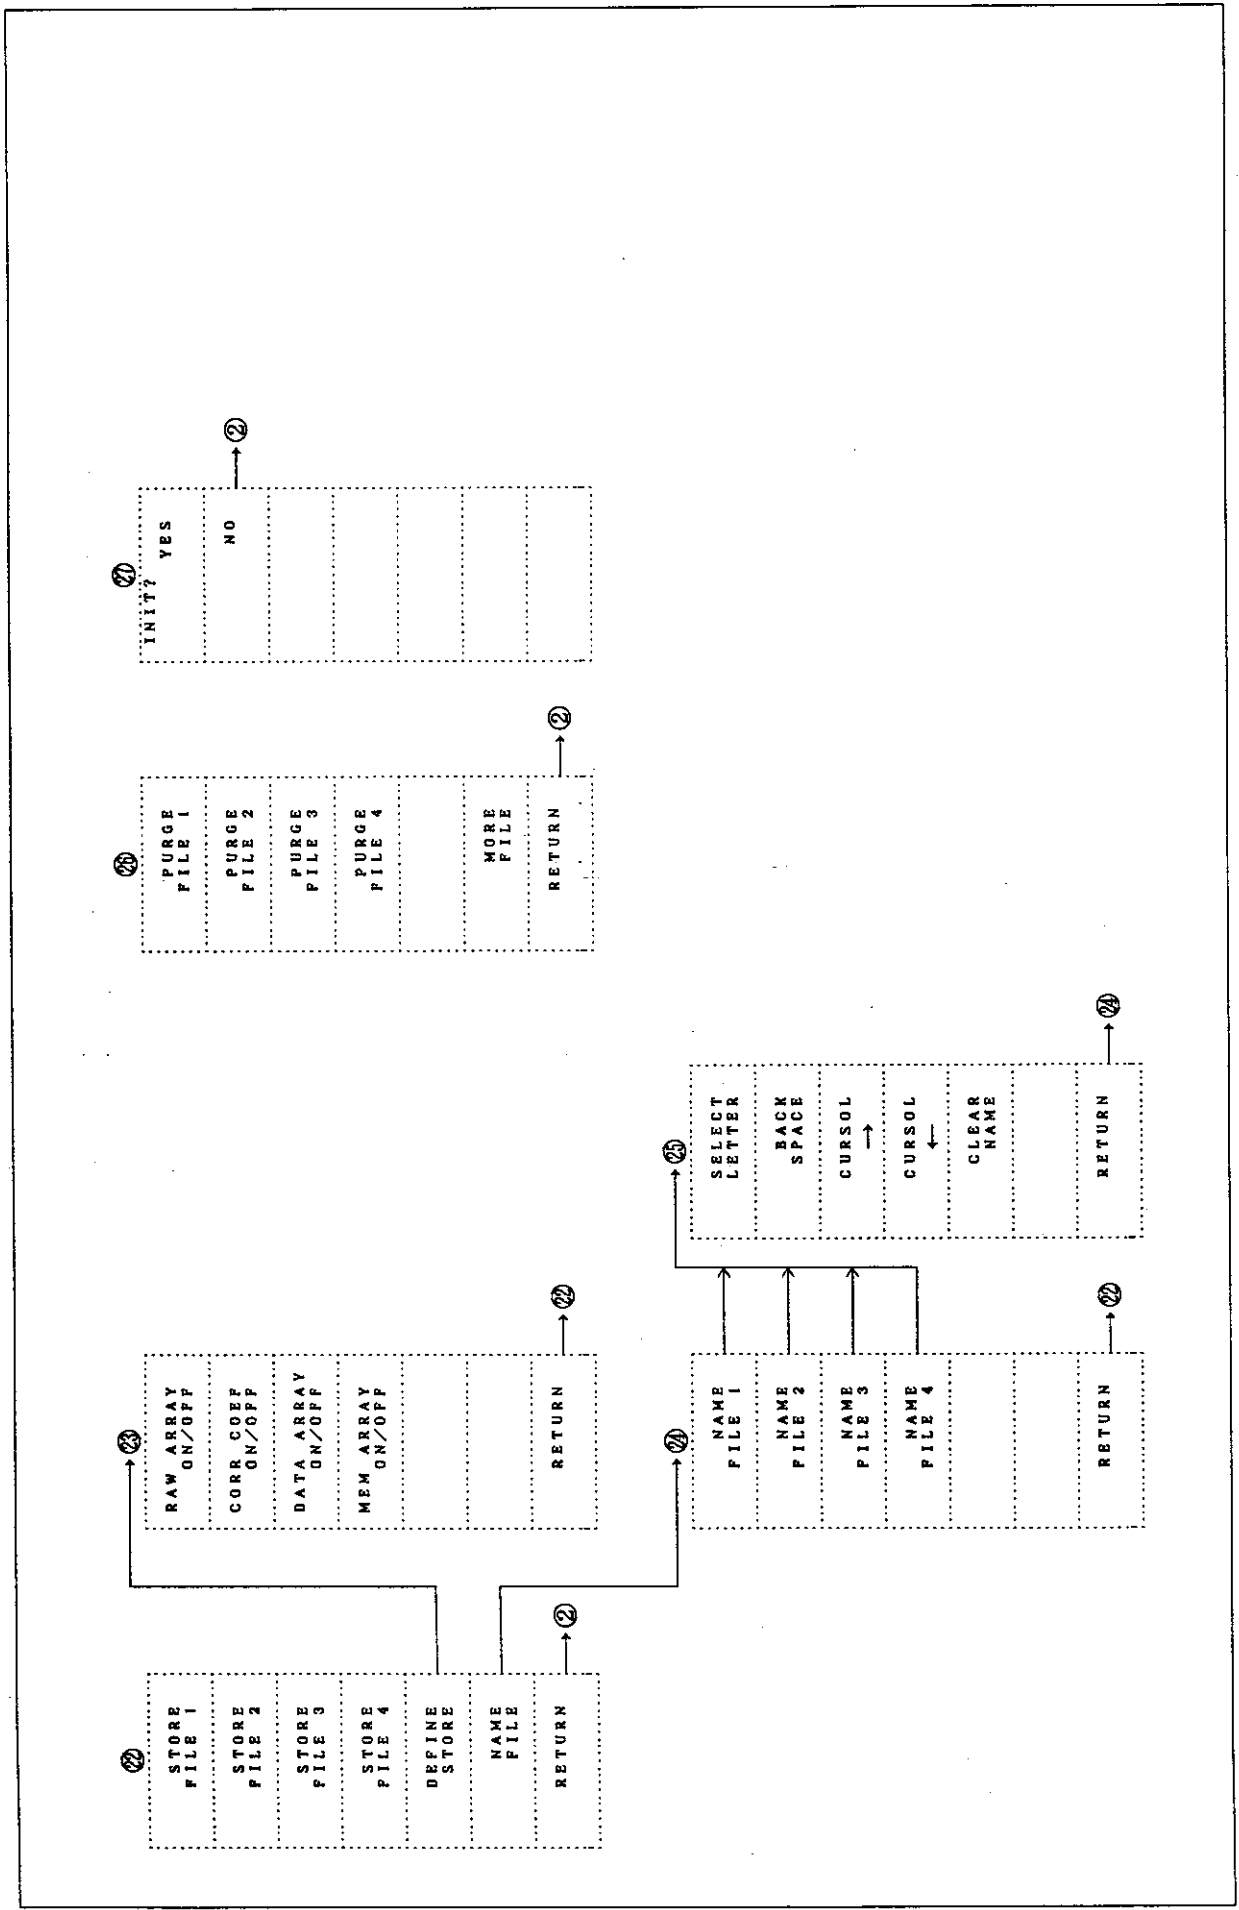 ㉒
STORE
FILE 1
STORE
FILE 2
STORE
FILE 3
STORE
FILE 4
DEFINE
STORE
NAME
FILE
RETURN
②
㉓
RAW ARRAY
ON/OFF
CORR COEF
ON/OFF
DATA ARRAY
ON/OFF
MEM ARRAY
ON/OFF
RETURN
㉒
㉔
NAME
FILE 1
NAME
FILE 2
NAME
FILE 3
NAME
FILE 4
RETURN
㉒
㉕
SELECT
LETTER
BACK
SPACE
CURSOL
→
CURSOL
←
CLEAR
NAME
RETURN
㉔
㉖
PURGE
FILE 1
PURGE
FILE 2
PURGE
FILE 3
PURGE
FILE 4
MORE
FILE
RETURN
②
㉗
INIT?
YES
NO
②